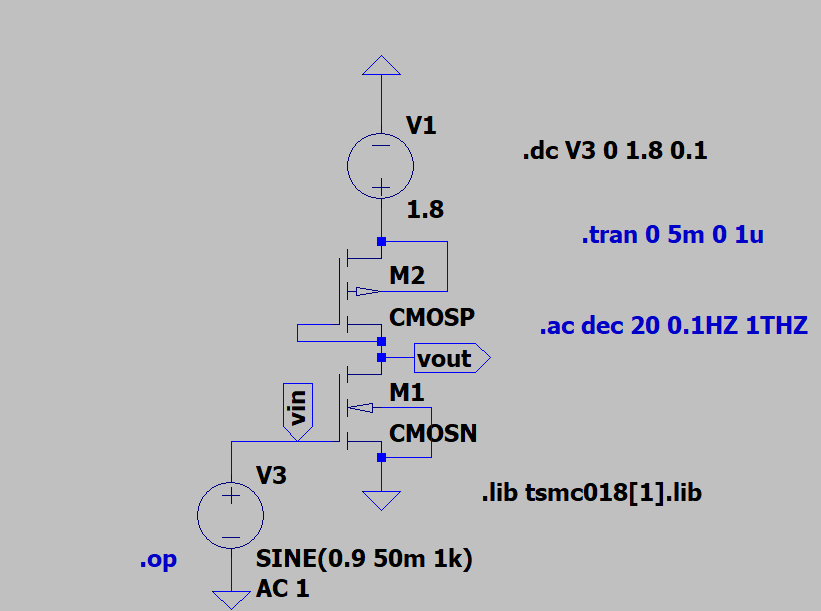 V1
.dc V3 0 1.8 0.1
1.8
.tran 0 5m 0 1u
M2
CMOSP
.ac dec 20 0.1HZ 1THZ
vout
M1
vin
CMOSN
V3
.lib tsmc018[1].lib
.op
SINE(0.9 50m 1k)
AC 1